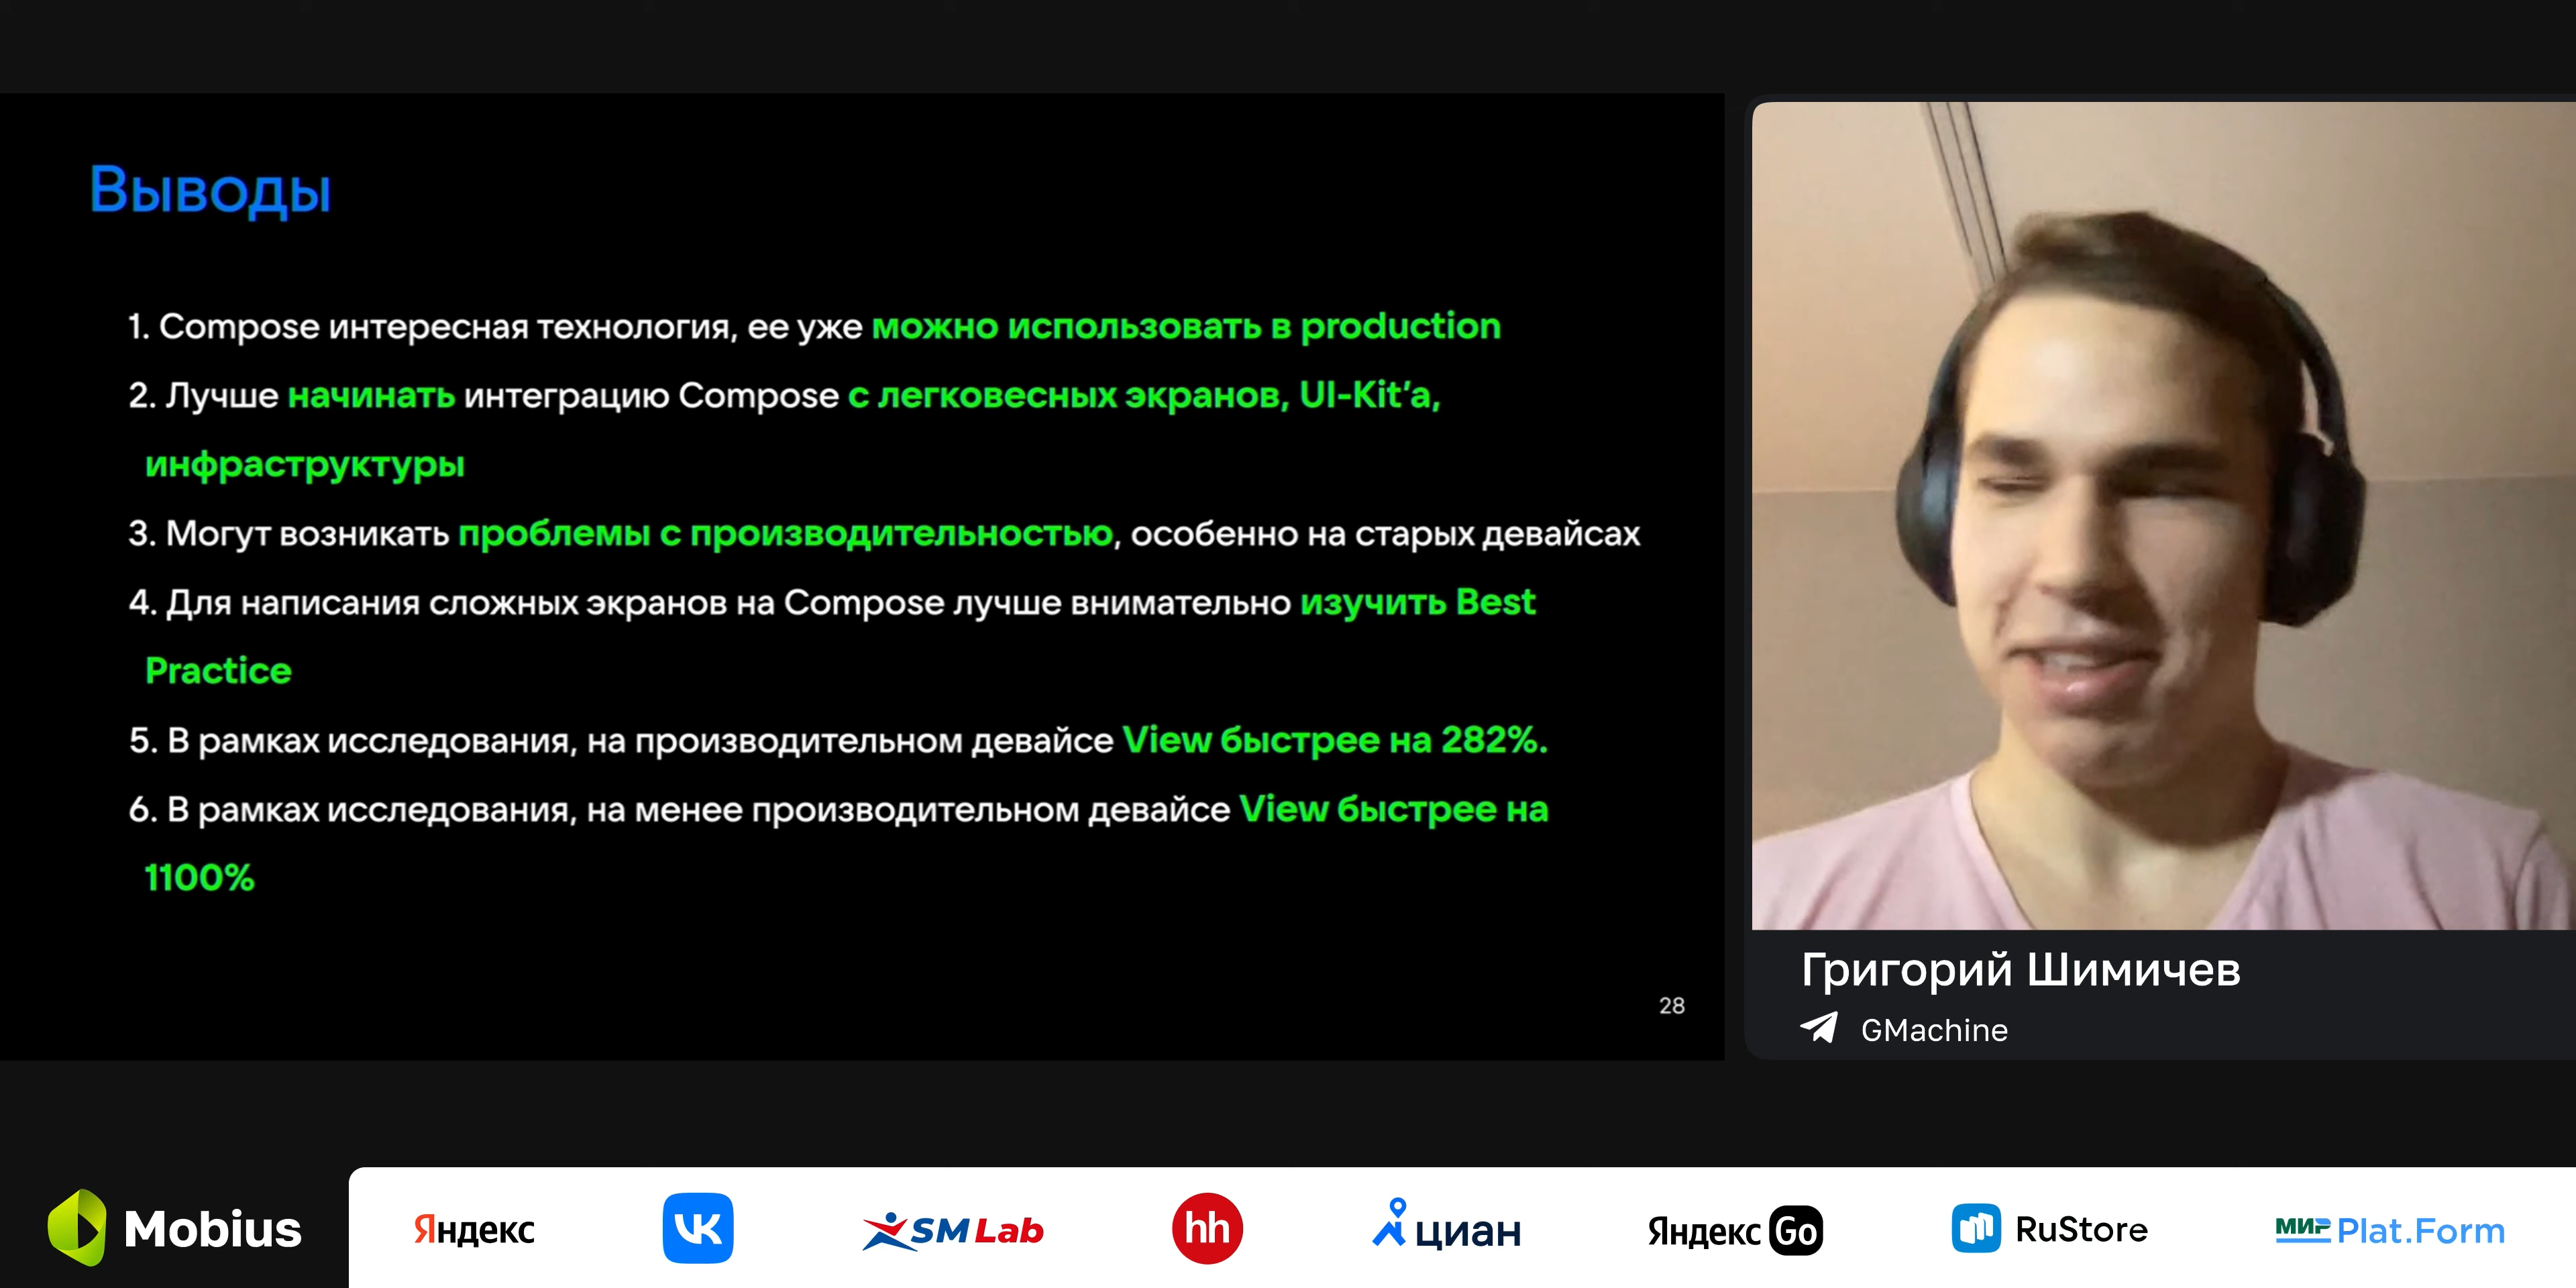 Выводы
1. Compose интересная технология, ее уже можно использовать в production
2. Лучше начинать интеграцию Compose с легковесных экранов, UI-Kit’а,
инфраструктуры
3. Могут возникать проблемы с производительностью, особенно на старых девайсах
4. Для написания сложных экранов на Compose лучше внимательно изучить Best
Practice
5. В рамках исследования, на производительном девайсе View быстрее на 282%.
6. В рамках исследования, на менее производительном девайсе View быстрее на
1100%
28
Григорий Шимичев
GMachine
Mobius
Яндекс
VK
SM Lab
hh
циан
Яндекс Go
RuStore
МИР Plat.Form